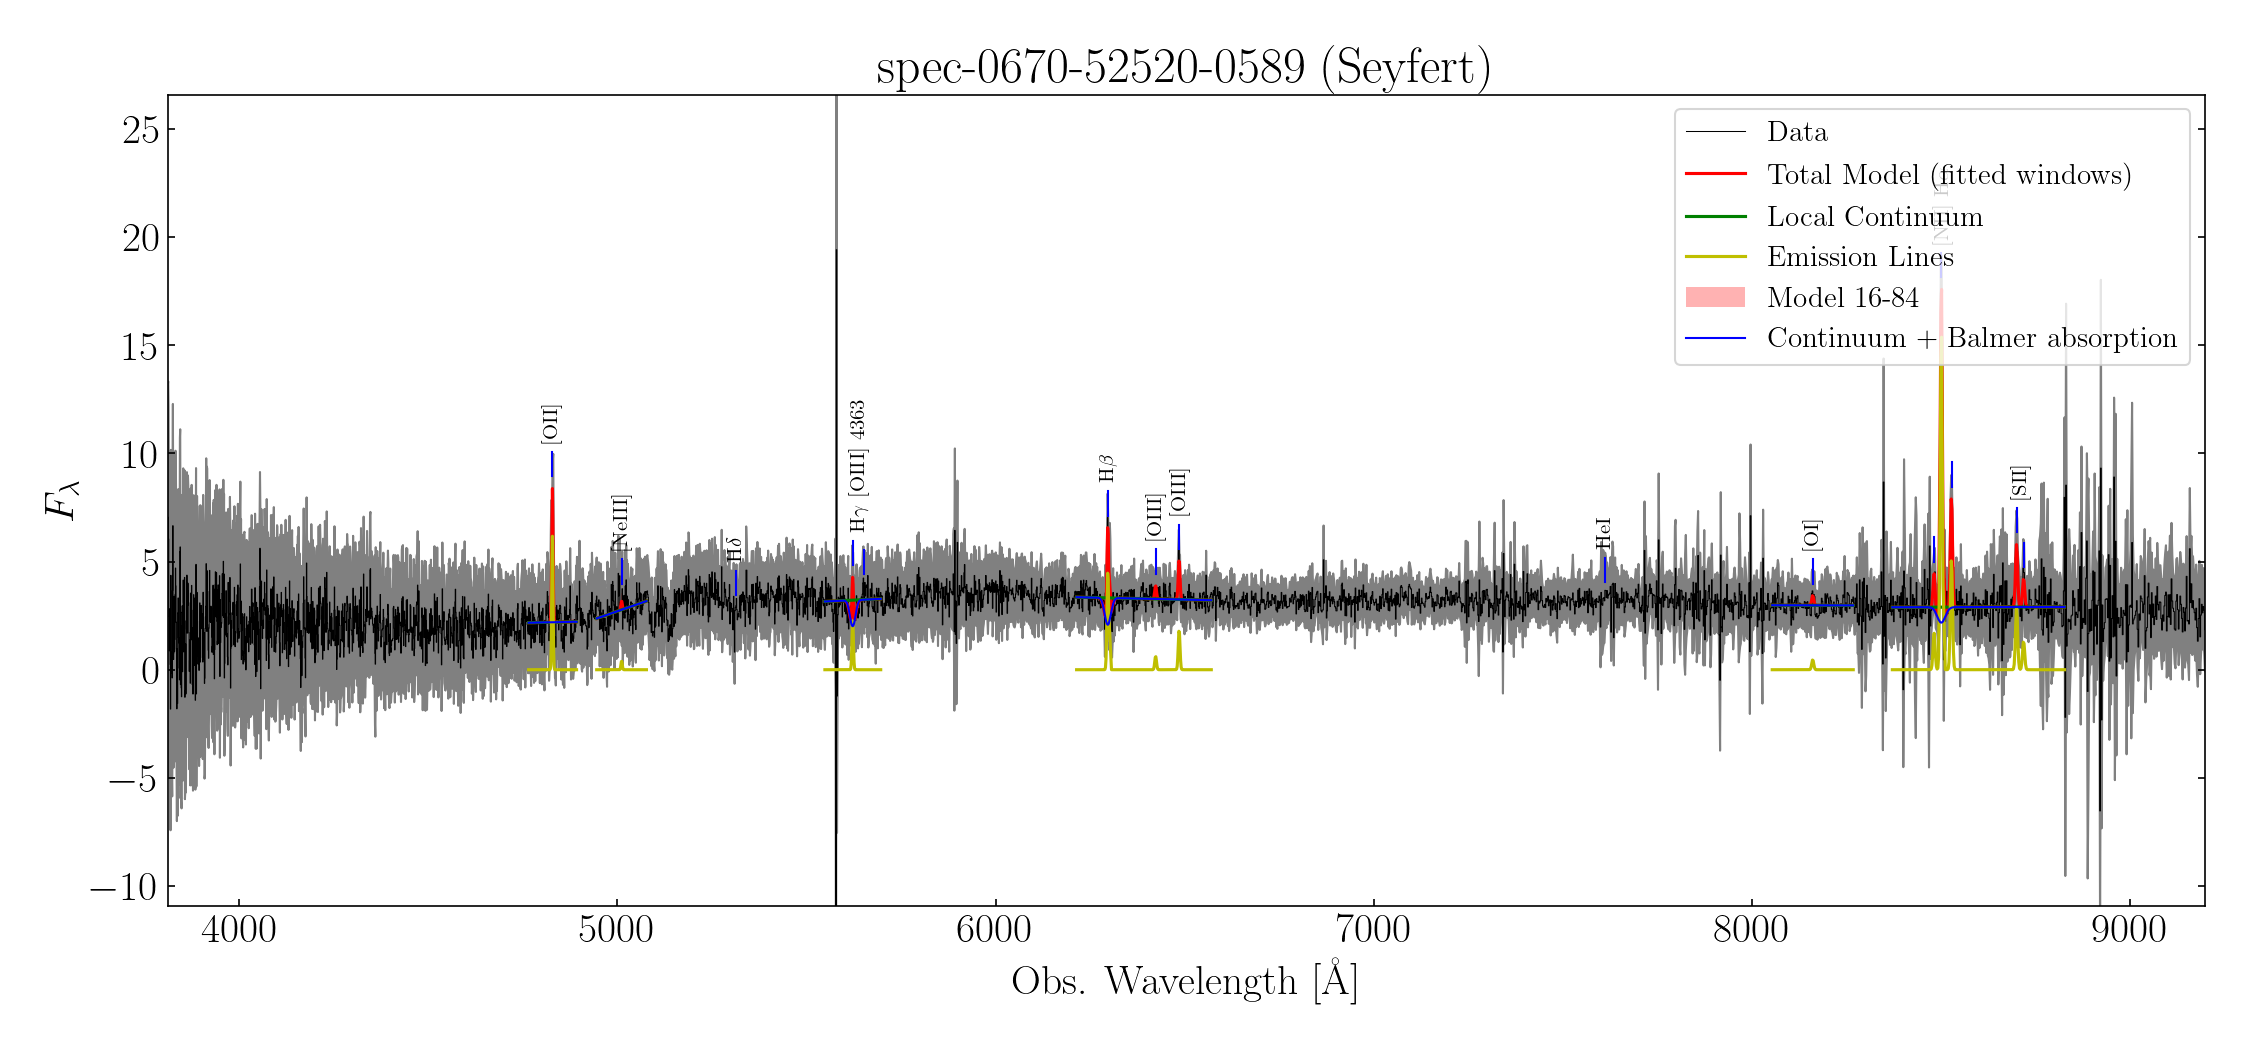 spec-0670-52520-0589 (Seyfert)
Data
Total Model (fitted windows)
Local Continuum
Emission Lines
Model 16-84
Continuum + Balmer absorption
[OII]
[NeIII]
Hδ
Hγ [OIII] 4363
Hβ
[OIII]
[OIII]
HeI
[OI]
[SII]
25
20
15
10
5
0
−5
−10
F_λ
4000
5000
6000
7000
8000
9000
Obs. Wavelength [Å]